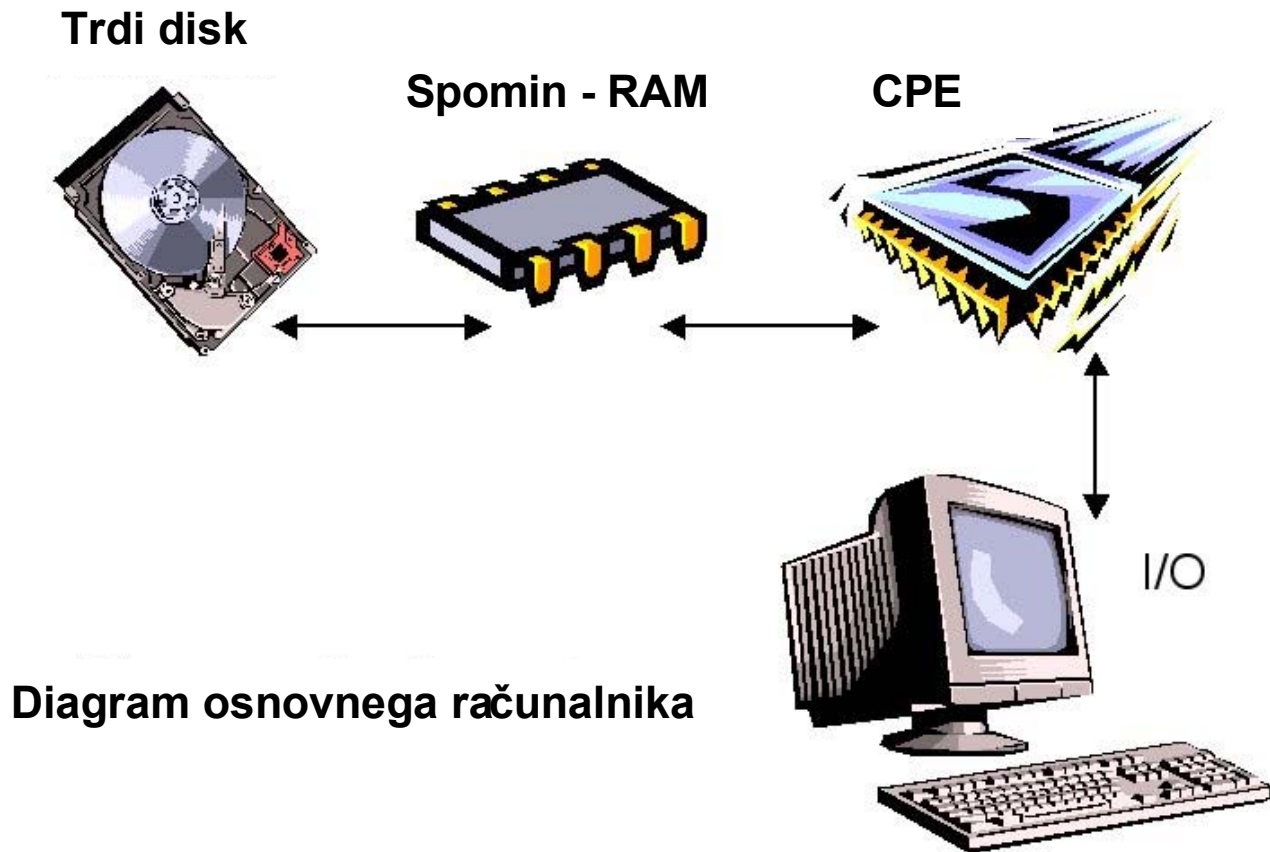 Trdi disk
Spomin - RAM
CPE
I/O
Diagram osnovnega računalnika